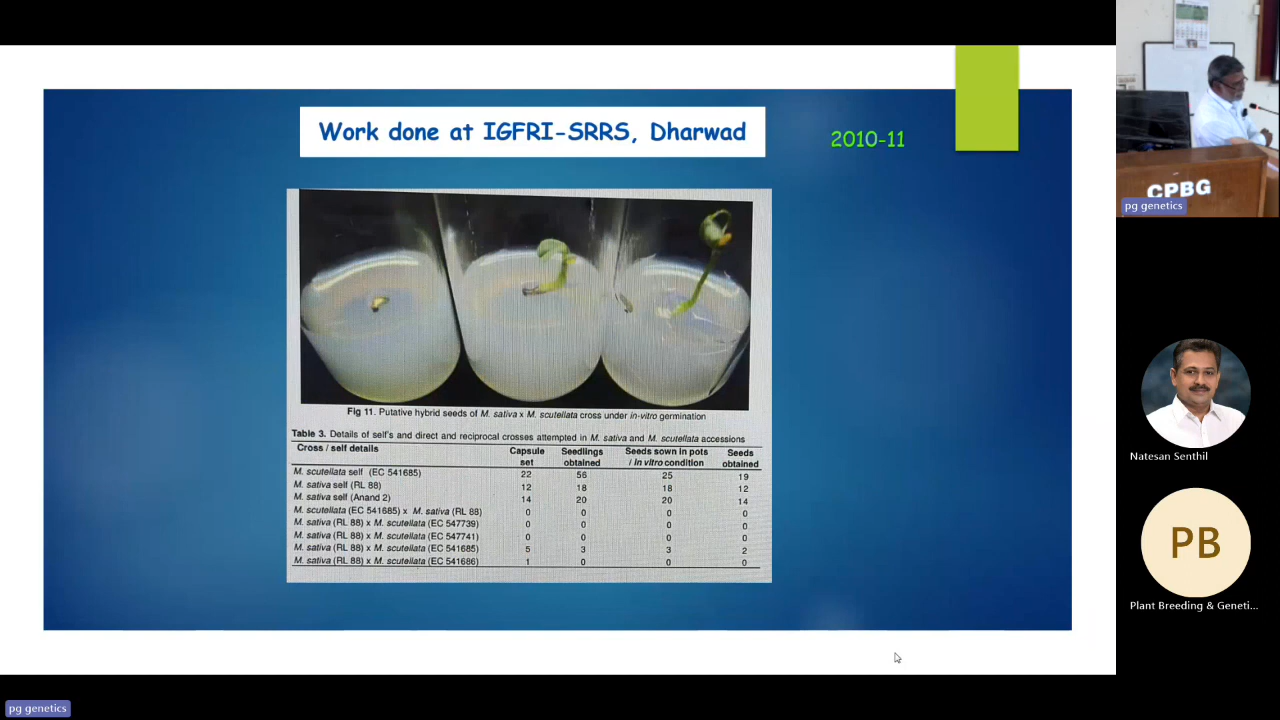 Work done at IGFRI-SRRS, Dharwad
2010-11
Fig 11. Putative hybrid seeds of M. sativa x M. scutellata cross under in-vitro germination
Table 3. Details of self's and direct and reciprocal crosses attempted in M. sativa and M. scutellata accessions
Cross / self details Capsule set Seedlings obtained Seeds sown in pots / In vitro condition Seeds obtained
M. scutellata self (EC 541685) 22 56 25 19
M. sativa self (RL 88) 12 18 18 12
M. sativa self (Anand 2) 14 20 20 14
M. scutellata (EC 541685) x M. sativa (RL 88) 0 0 0 0
M. sativa (RL 88) x M. scutellata (EC 547739) 0 0 0 0
M. sativa (RL 88) x M. scutellata (EC 547741) 0 0 0 0
M. sativa (RL 88) x M. scutellata (EC 541685) 5 3 3 2
M. sativa (RL 88) x M. scutellata (EC 541686) 1 0 0 0
CPBG
pg genetics
Natesan Senthil
PB
Plant Breeding & Geneti...
pg genetics